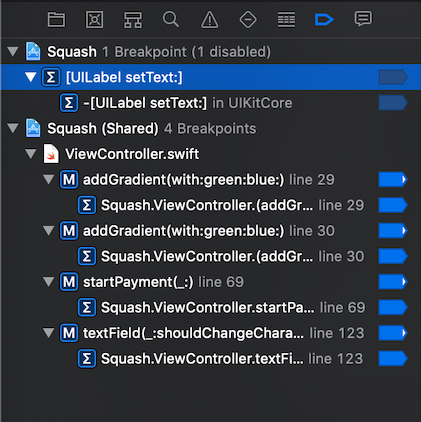 Squash 1 Breakpoint (1 disabled)
Σ [UILabel setText:]
Σ -[UILabel setText:] in UIKitCore
Squash (Shared) 4 Breakpoints
ViewController.swift
M addGradient(with:green:blue:) line 29
Σ Squash.ViewController.(addGr... line 29
M addGradient(with:green:blue:) line 30
Σ Squash.ViewController.(addGr... line 30
M startPayment(_:) line 69
Σ Squash.ViewController.startPa... line 69
M textField(_:shouldChangeChara... line 123
Σ Squash.ViewController.textFi... line 123